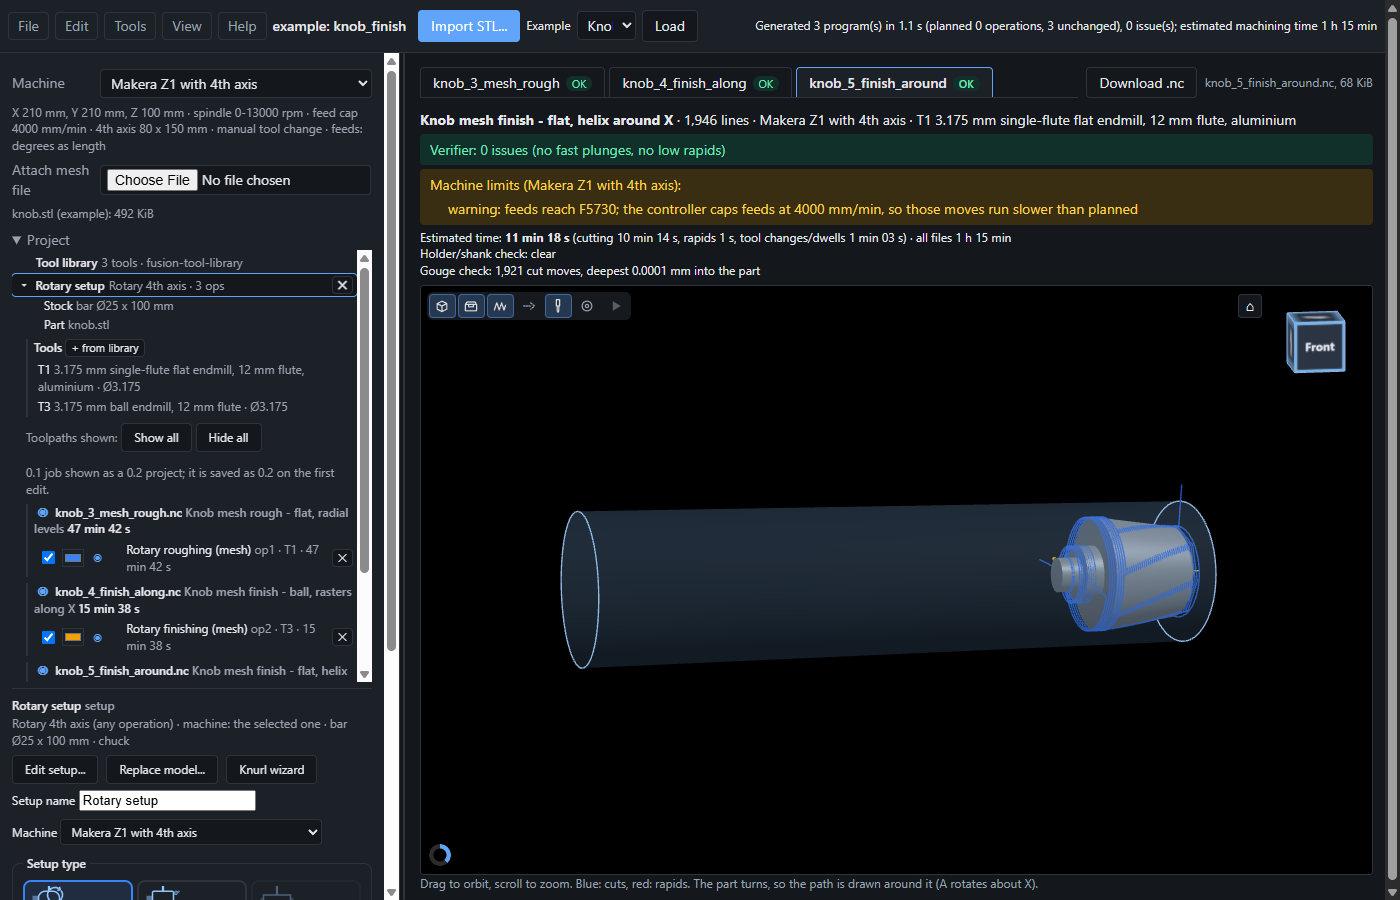 File Edit Tools View Help example: knob_finish Import STL... Example Kno Load Generated 3 program(s) in 1.1 s (planned 0 operations, 3 unchanged), 0 issue(s); estimated machining time 1 h 15 min
Machine Makera Z1 with 4th axis
X 210 mm, Y 210 mm, Z 100 mm · spindle 0-13000 rpm · feed cap
4000 mm/min · 4th axis 80 x 150 mm · manual tool change · feeds:
degrees as length
Attach mesh
file
Choose File No file chosen
knob.stl (example): 492 KiB
Project
Tool library 3 tools · fusion-tool-library
Rotary setup Rotary 4th axis · 3 ops
Stock bar Ø25 x 100 mm
Part knob.stl
Tools + from library
T1 3.175 mm single-flute flat endmill, 12 mm flute,
aluminium · Ø3.175
T3 3.175 mm ball endmill, 12 mm flute · Ø3.175
Toolpaths shown: Show all Hide all
0.1 job shown as a 0.2 project; it is saved as 0.2 on the first
edit.
knob_3_mesh_rough.nc Knob mesh rough - flat, radial
levels 47 min 42 s
Rotary roughing (mesh) op1 · T1 · 47
min 42 s
knob_4_finish_along.nc Knob mesh finish - ball, rasters
along X 15 min 38 s
Rotary finishing (mesh) op2 · T3 · 15
min 38 s
knob_5_finish_around.nc Knob mesh finish - flat, helix
Rotary setup setup
Rotary 4th axis (any operation) · machine: the selected one · bar
Ø25 x 100 mm · chuck
Edit setup... Replace model... Knurl wizard
Setup name Rotary setup
Machine Makera Z1 with 4th axis
Setup type
knob_3_mesh_rough OK knob_4_finish_along OK knob_5_finish_around OK Download .nc knob_5_finish_around.nc, 68 KiB
Knob mesh finish - flat, helix around X · 1,946 lines · Makera Z1 with 4th axis · T1 3.175 mm single-flute flat endmill, 12 mm flute, aluminium
Verifier: 0 issues (no fast plunges, no low rapids)
Machine limits (Makera Z1 with 4th axis):
warning: feeds reach F5730; the controller caps feeds at 4000 mm/min, so those moves run slower than planned
Estimated time: 11 min 18 s (cutting 10 min 14 s, rapids 1 s, tool changes/dwells 1 min 03 s) · all files 1 h 15 min
Holder/shank check: clear
Gouge check: 1,921 cut moves, deepest 0.0001 mm into the part
Front
Drag to orbit, scroll to zoom. Blue: cuts, red: rapids. The part turns, so the path is drawn around it (A rotates about X).